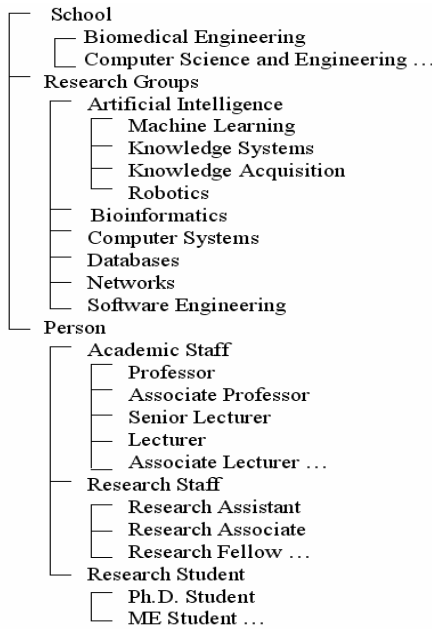 School
Biomedical Engineering
Computer Science and Engineering …
Research Groups
Artificial Intelligence
Machine Learning
Knowledge Systems
Knowledge Acquisition
Robotics
Bioinformatics
Computer Systems
Databases
Networks
Software Engineering
Person
Academic Staff
Professor
Associate Professor
Senior Lecturer
Lecturer
Associate Lecturer …
Research Staff
Research Assistant
Research Associate
Research Fellow …
Research Student
Ph.D. Student
ME Student …